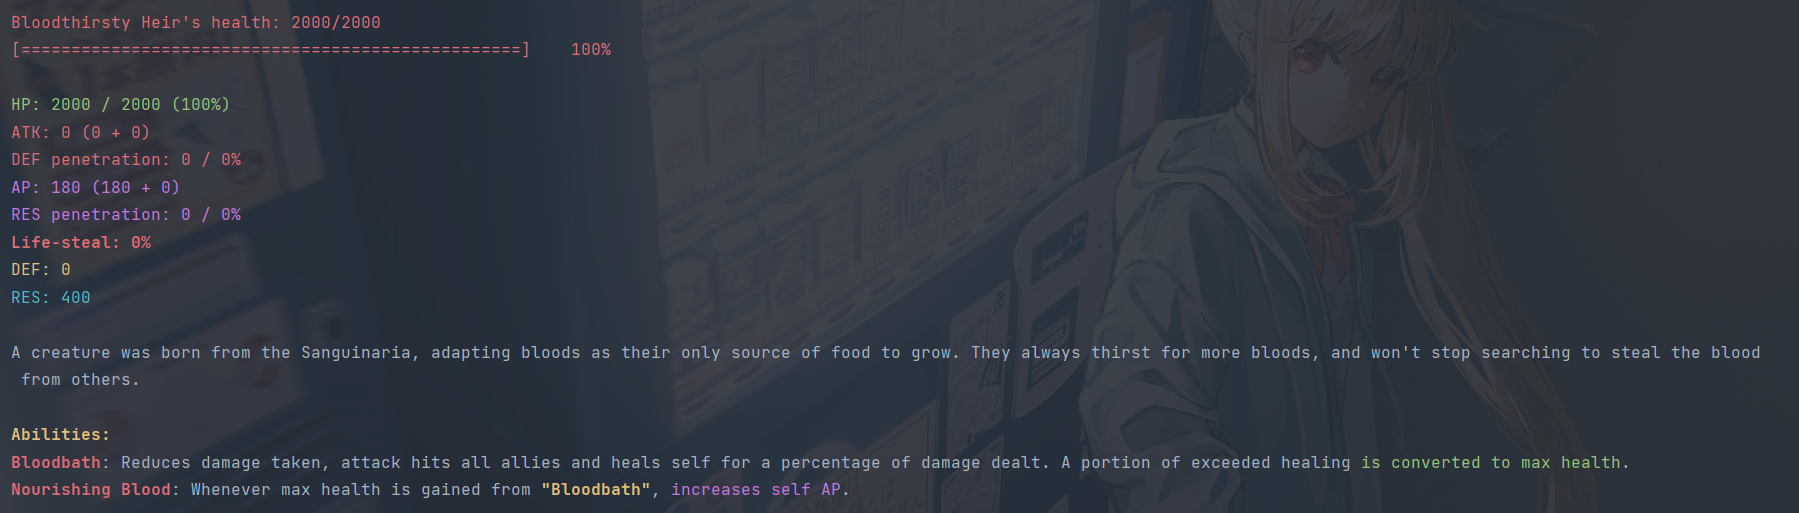 Bloodthirsty Heir's health: 2000/2000
[==================================================]    100%
HP: 2000 / 2000 (100%)
ATK: 0 (0 + 0)
DEF penetration: 0 / 0%
AP: 180 (180 + 0)
RES penetration: 0 / 0%
Life-steal: 0%
DEF: 0
RES: 400
A creature was born from the Sanguinaria, adapting bloods as their only source of food to grow. They always thirst for more bloods, and won't stop searching to steal the blood
from others.
Abilities:
Bloodbath: Reduces damage taken, attack hits all allies and heals self for a percentage of damage dealt. A portion of exceeded healing is converted to max health.
Nourishing Blood: Whenever max health is gained from "Bloodbath", increases self AP.